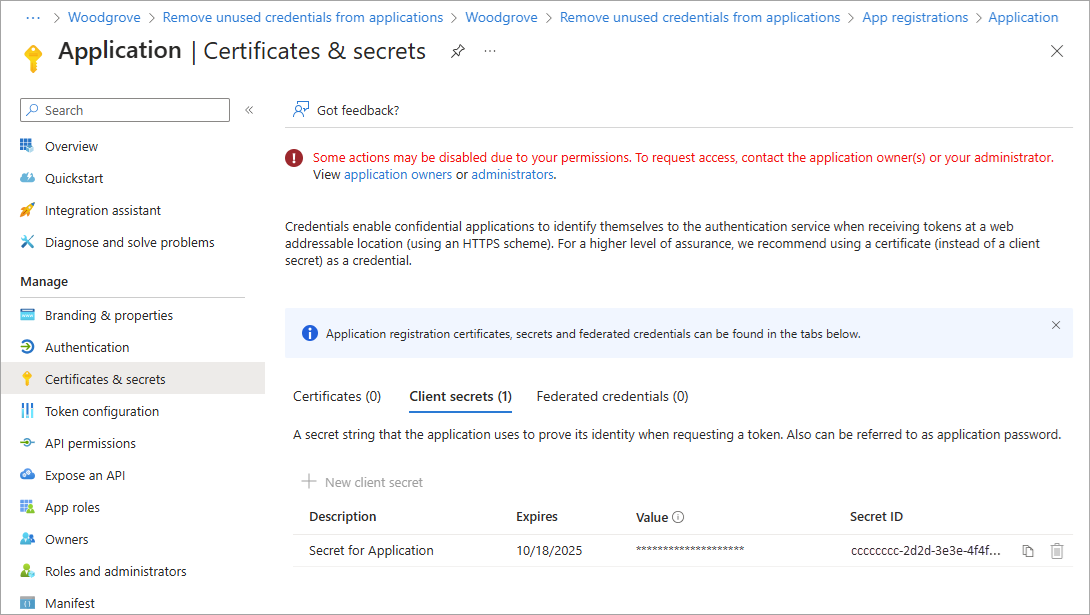 ··· > Woodgrove > Remove unused credentials from applications > Woodgrove > Remove unused credentials from applications > App registrations > Application
Application | Certificates & secrets ···
Search «
Overview
Quickstart
Integration assistant
Diagnose and solve problems
Manage
Branding & properties
Authentication
Certificates & secrets
Token configuration
API permissions
Expose an API
App roles
Owners
Roles and administrators
Manifest
Got feedback?
Some actions may be disabled due to your permissions. To request access, contact the application owner(s) or your administrator.
View application owners or administrators.
Credentials enable confidential applications to identify themselves to the authentication service when receiving tokens at a web
addressable location (using an HTTPS scheme). For a higher level of assurance, we recommend using a certificate (instead of a client
secret) as a credential.
Application registration certificates, secrets and federated credentials can be found in the tabs below.
Certificates (0) Client secrets (1) Federated credentials (0)
A secret string that the application uses to prove its identity when requesting a token. Also can be referred to as application password.
New client secret
Description Expires Value Secret ID
Secret for Application 10/18/2025 ******************** cccccccc-2d2d-3e3e-4f4f...